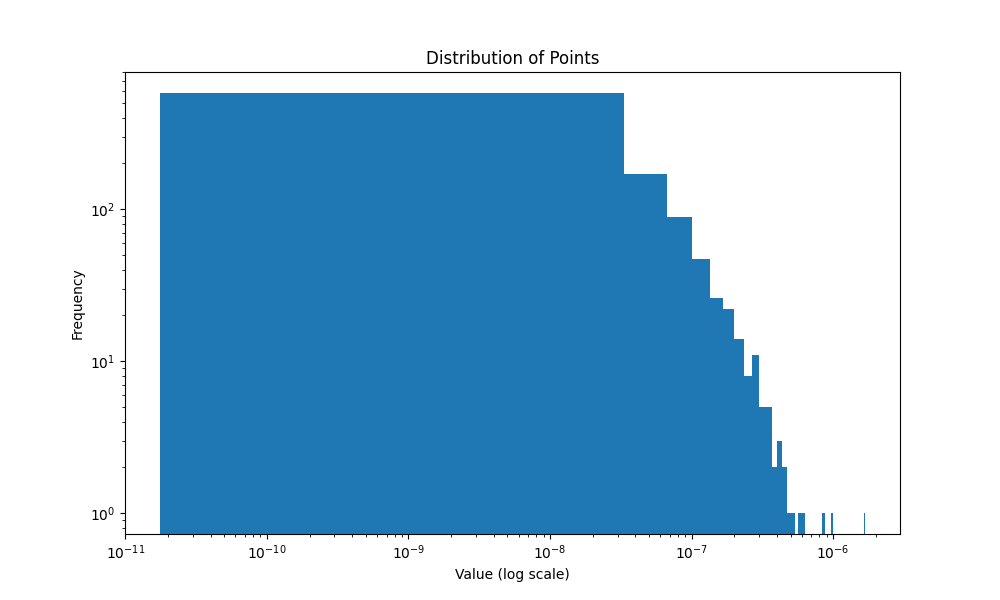 Distribution of Points
Frequency
10²
10¹
10⁰
10⁻¹¹ 10⁻¹⁰ 10⁻⁹ 10⁻⁸ 10⁻⁷ 10⁻⁶
Value (log scale)